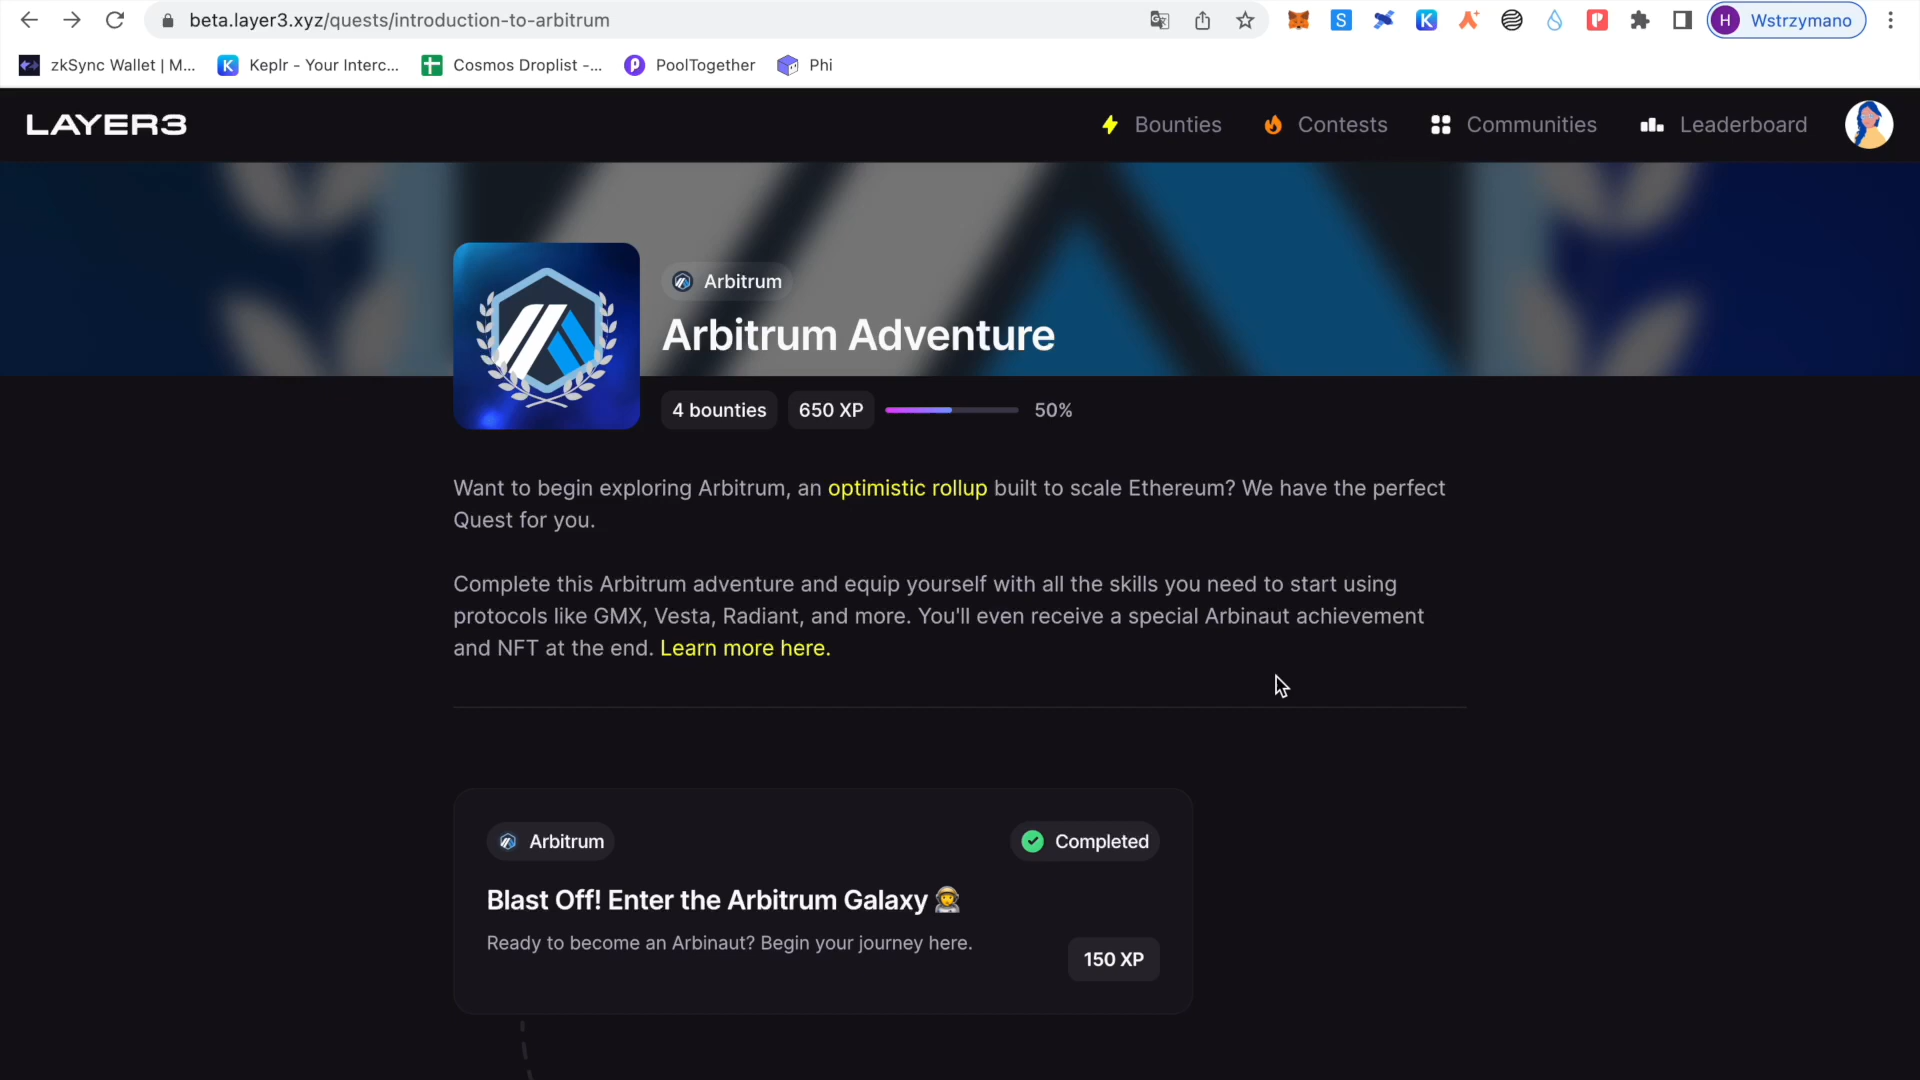 beta.layer3.xyz/quests/introduction-to-arbitrum
S
K
H Wstrzymano
zkSync Wallet | M...
K Keplr - Your Interc...
Cosmos Droplist -...
PoolTogether
Phi
LAYER3
Bounties
Contests
Communities
Leaderboard
Arbitrum
Arbitrum Adventure
4 bounties
650 XP
50%
Want to begin exploring Arbitrum, an optimistic rollup built to scale Ethereum? We have the perfect
Quest for you.
Complete this Arbitrum adventure and equip yourself with all the skills you need to start using
protocols like GMX, Vesta, Radiant, and more. You'll even receive a special Arbinaut achievement
and NFT at the end. Learn more here.
Arbitrum
Completed
Blast Off! Enter the Arbitrum Galaxy 👩‍🚀
Ready to become an Arbinaut? Begin your journey here.
150 XP